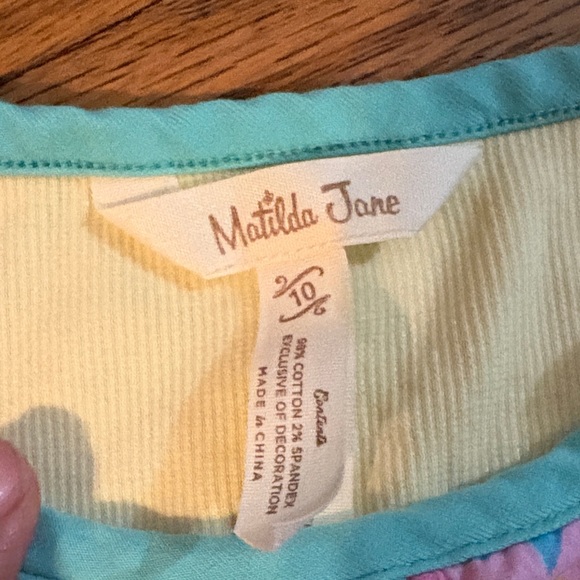 Matilda Jane
10
Contents
98% COTTON 2% SPANDEX
EXCLUSIVE OF DECORATION
MADE in CHINA